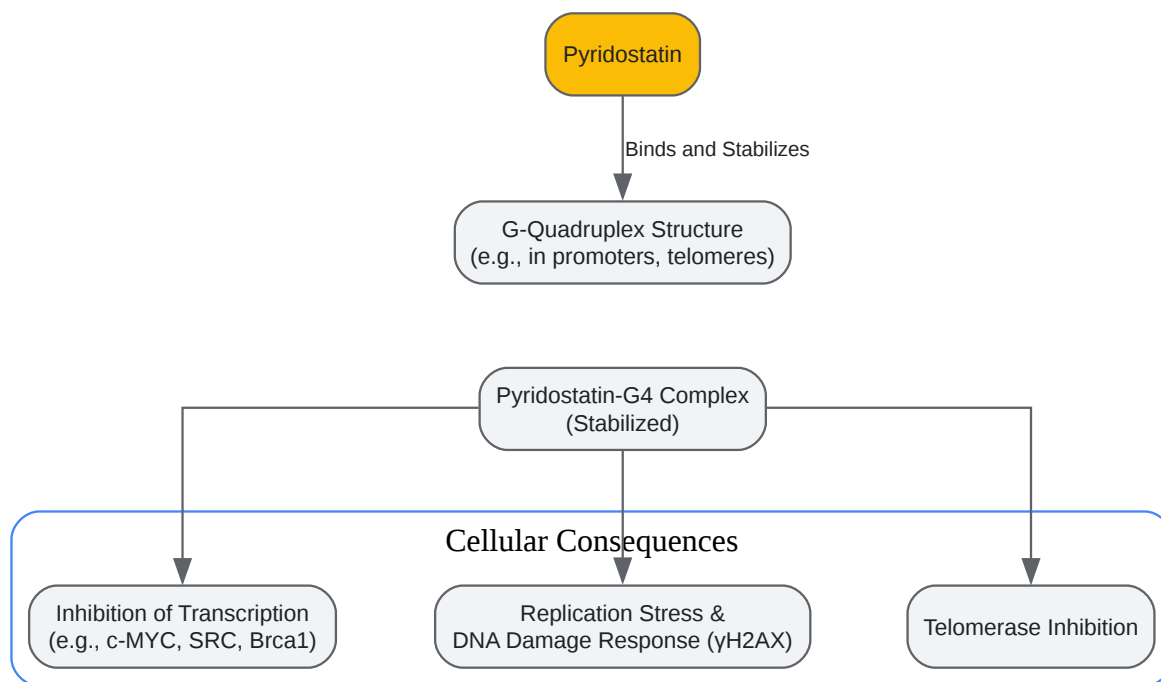 Pyridostatin
Binds and Stabilizes
G-Quadruplex Structure
(e.g., in promoters, telomeres)
Pyridostatin-G4 Complex
(Stabilized)
Cellular Consequences
Inhibition of Transcription
(e.g., c-MYC, SRC, Brca1)
Replication Stress &
DNA Damage Response (γH2AX)
Telomerase Inhibition